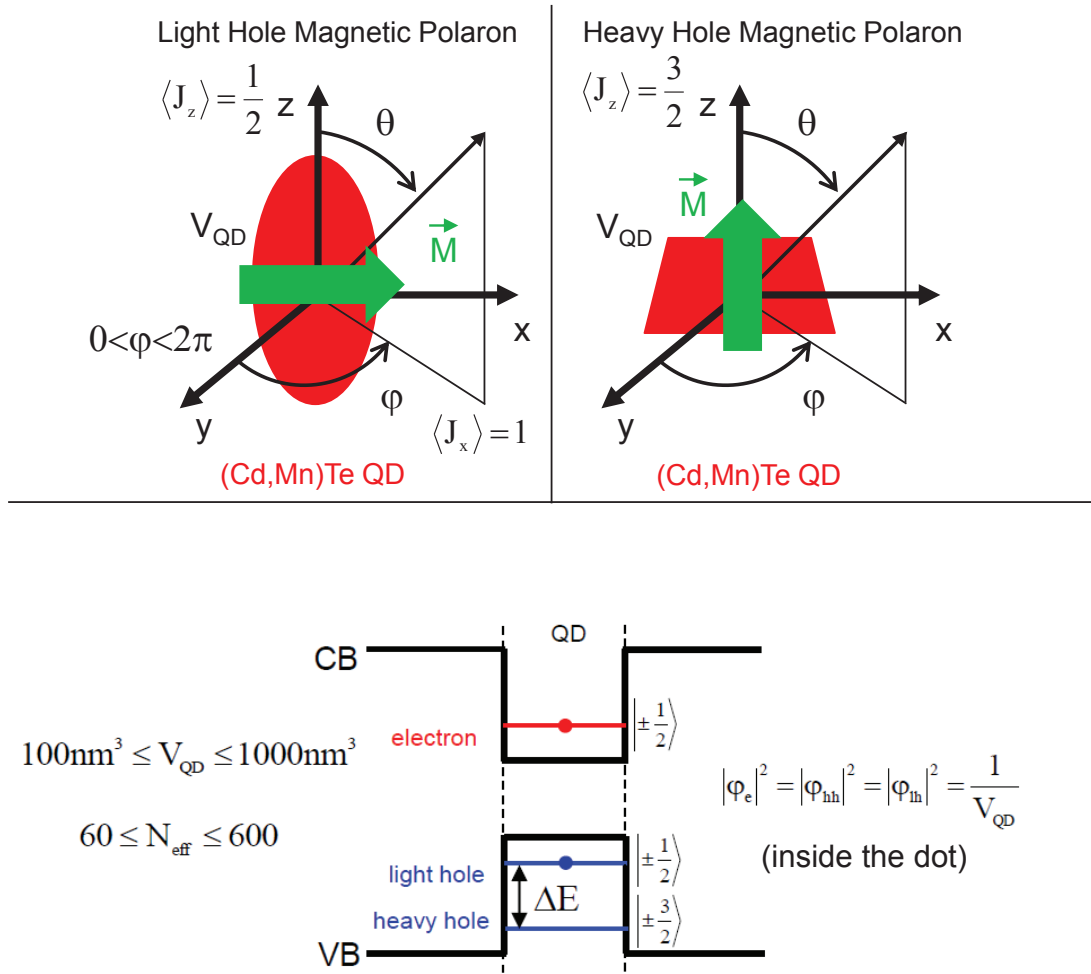 Light Hole Magnetic Polaron
⟨J_z⟩ = 1/2
z
θ
V_QD
M⃗
x
0<φ<2π
φ
y
⟨J_x⟩ = 1
(Cd,Mn)Te QD
Heavy Hole Magnetic Polaron
⟨J_z⟩ = 3/2
z
θ
M⃗
V_QD
x
φ
y
(Cd,Mn)Te QD
QD
CB
|±1/2⟩
electron
100nm³ ≤ V_QD ≤ 1000nm³
|φ_e|² = |φ_hh|² = |φ_lh|² = 1/V_QD
60 ≤ N_eff ≤ 600
(inside the dot)
light hole
|±1/2⟩
ΔE
heavy hole
|±3/2⟩
VB